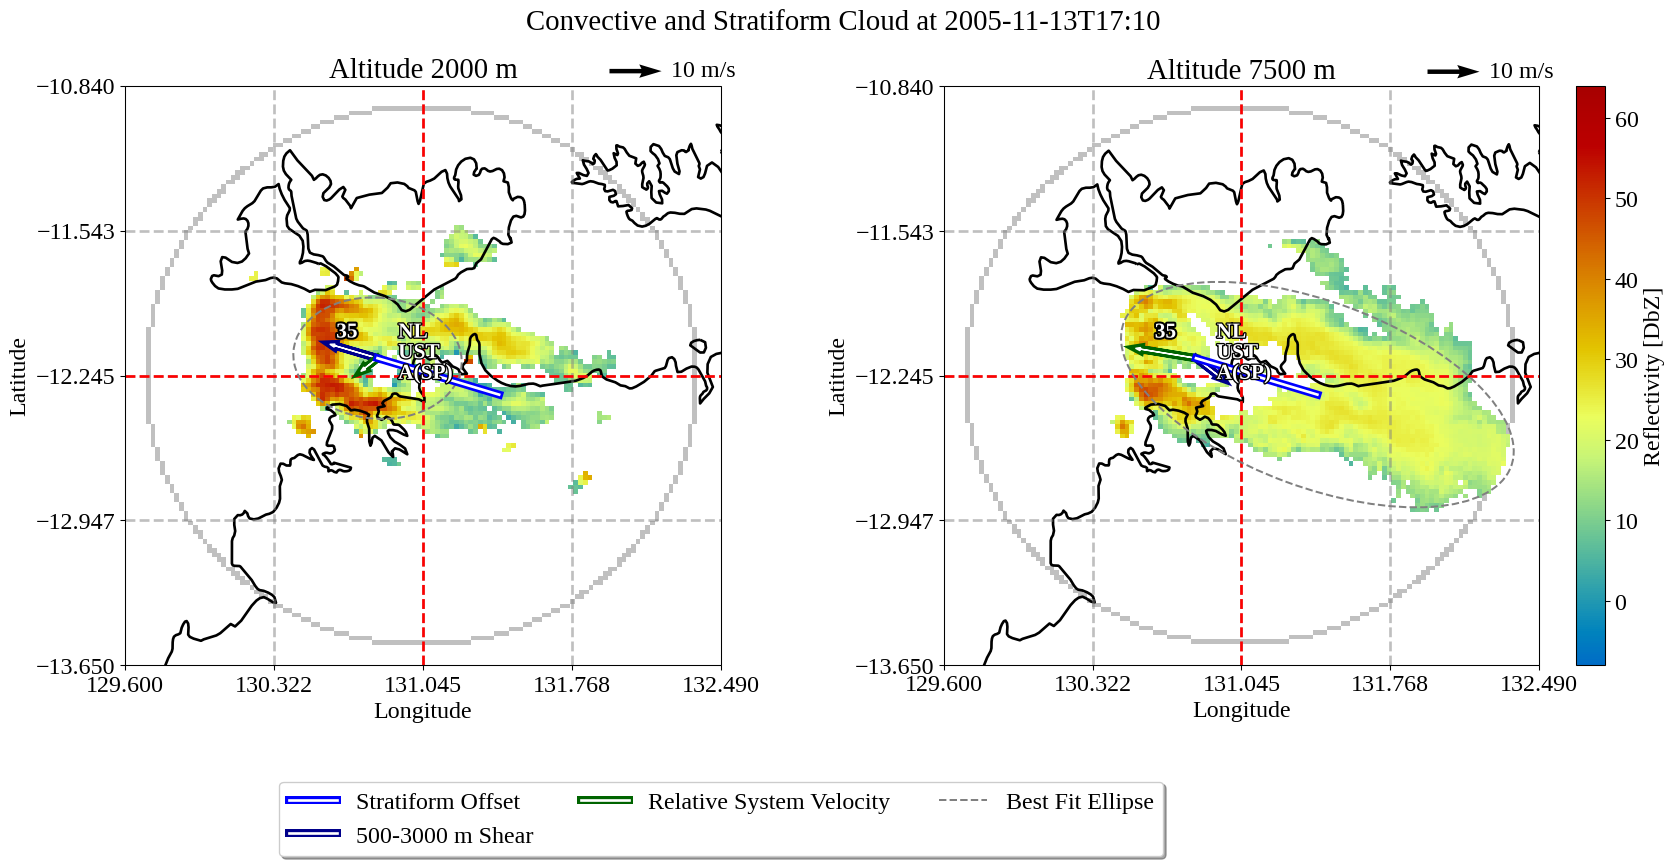 Convective and Stratiform Cloud at 2005-11-13T17:10
Altitude 2000 m
10 m/s
−10.840
−11.543
−12.245
−12.947
−13.650
Latitude
129.600
130.322
131.045
131.768
132.490
Longitude
35
NL
UST
A(SP)
Altitude 7500 m
10 m/s
−10.840
−11.543
−12.245
−12.947
−13.650
Latitude
129.600
130.322
131.045
131.768
132.490
Longitude
35
NL
UST
A(SP)
60
50
40
30
20
10
0
Reflectivity [DbZ]
Stratiform Offset
500-3000 m Shear
Relative System Velocity
Best Fit Ellipse